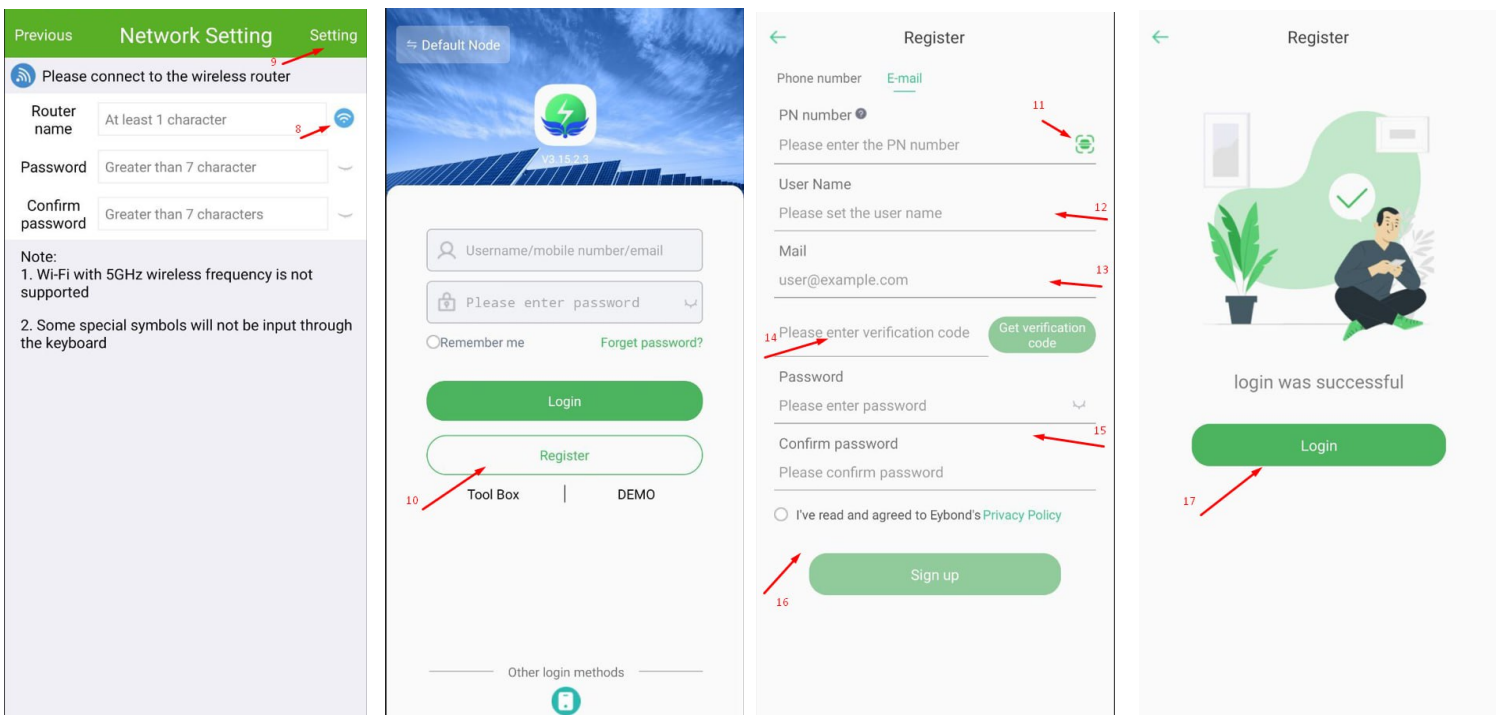 Previous Network Setting Setting
9
Please connect to the wireless router
Router name At least 1 character
8
Password Greater than 7 character
Confirm password Greater than 7 characters
Note:
1. Wi-Fi with 5GHz wireless frequency is not
supported
2. Some special symbols will not be input through
the keyboard
Default Node
V3.15.2.3
Username/mobile number/email
Please enter password
Remember me Forget password?
Login
Register
10
Tool Box | DEMO
Other login methods
Register
Phone number E-mail
PN number
11
Please enter the PN number
User Name
Please set the user name
12
Mail
user@example.com
13
14
Please enter verification code
Get verification
code
Password
Please enter password
15
Confirm password
Please confirm password
I've read and agreed to Eybond's Privacy Policy
Sign up
16
Register
login was successful
Login
17